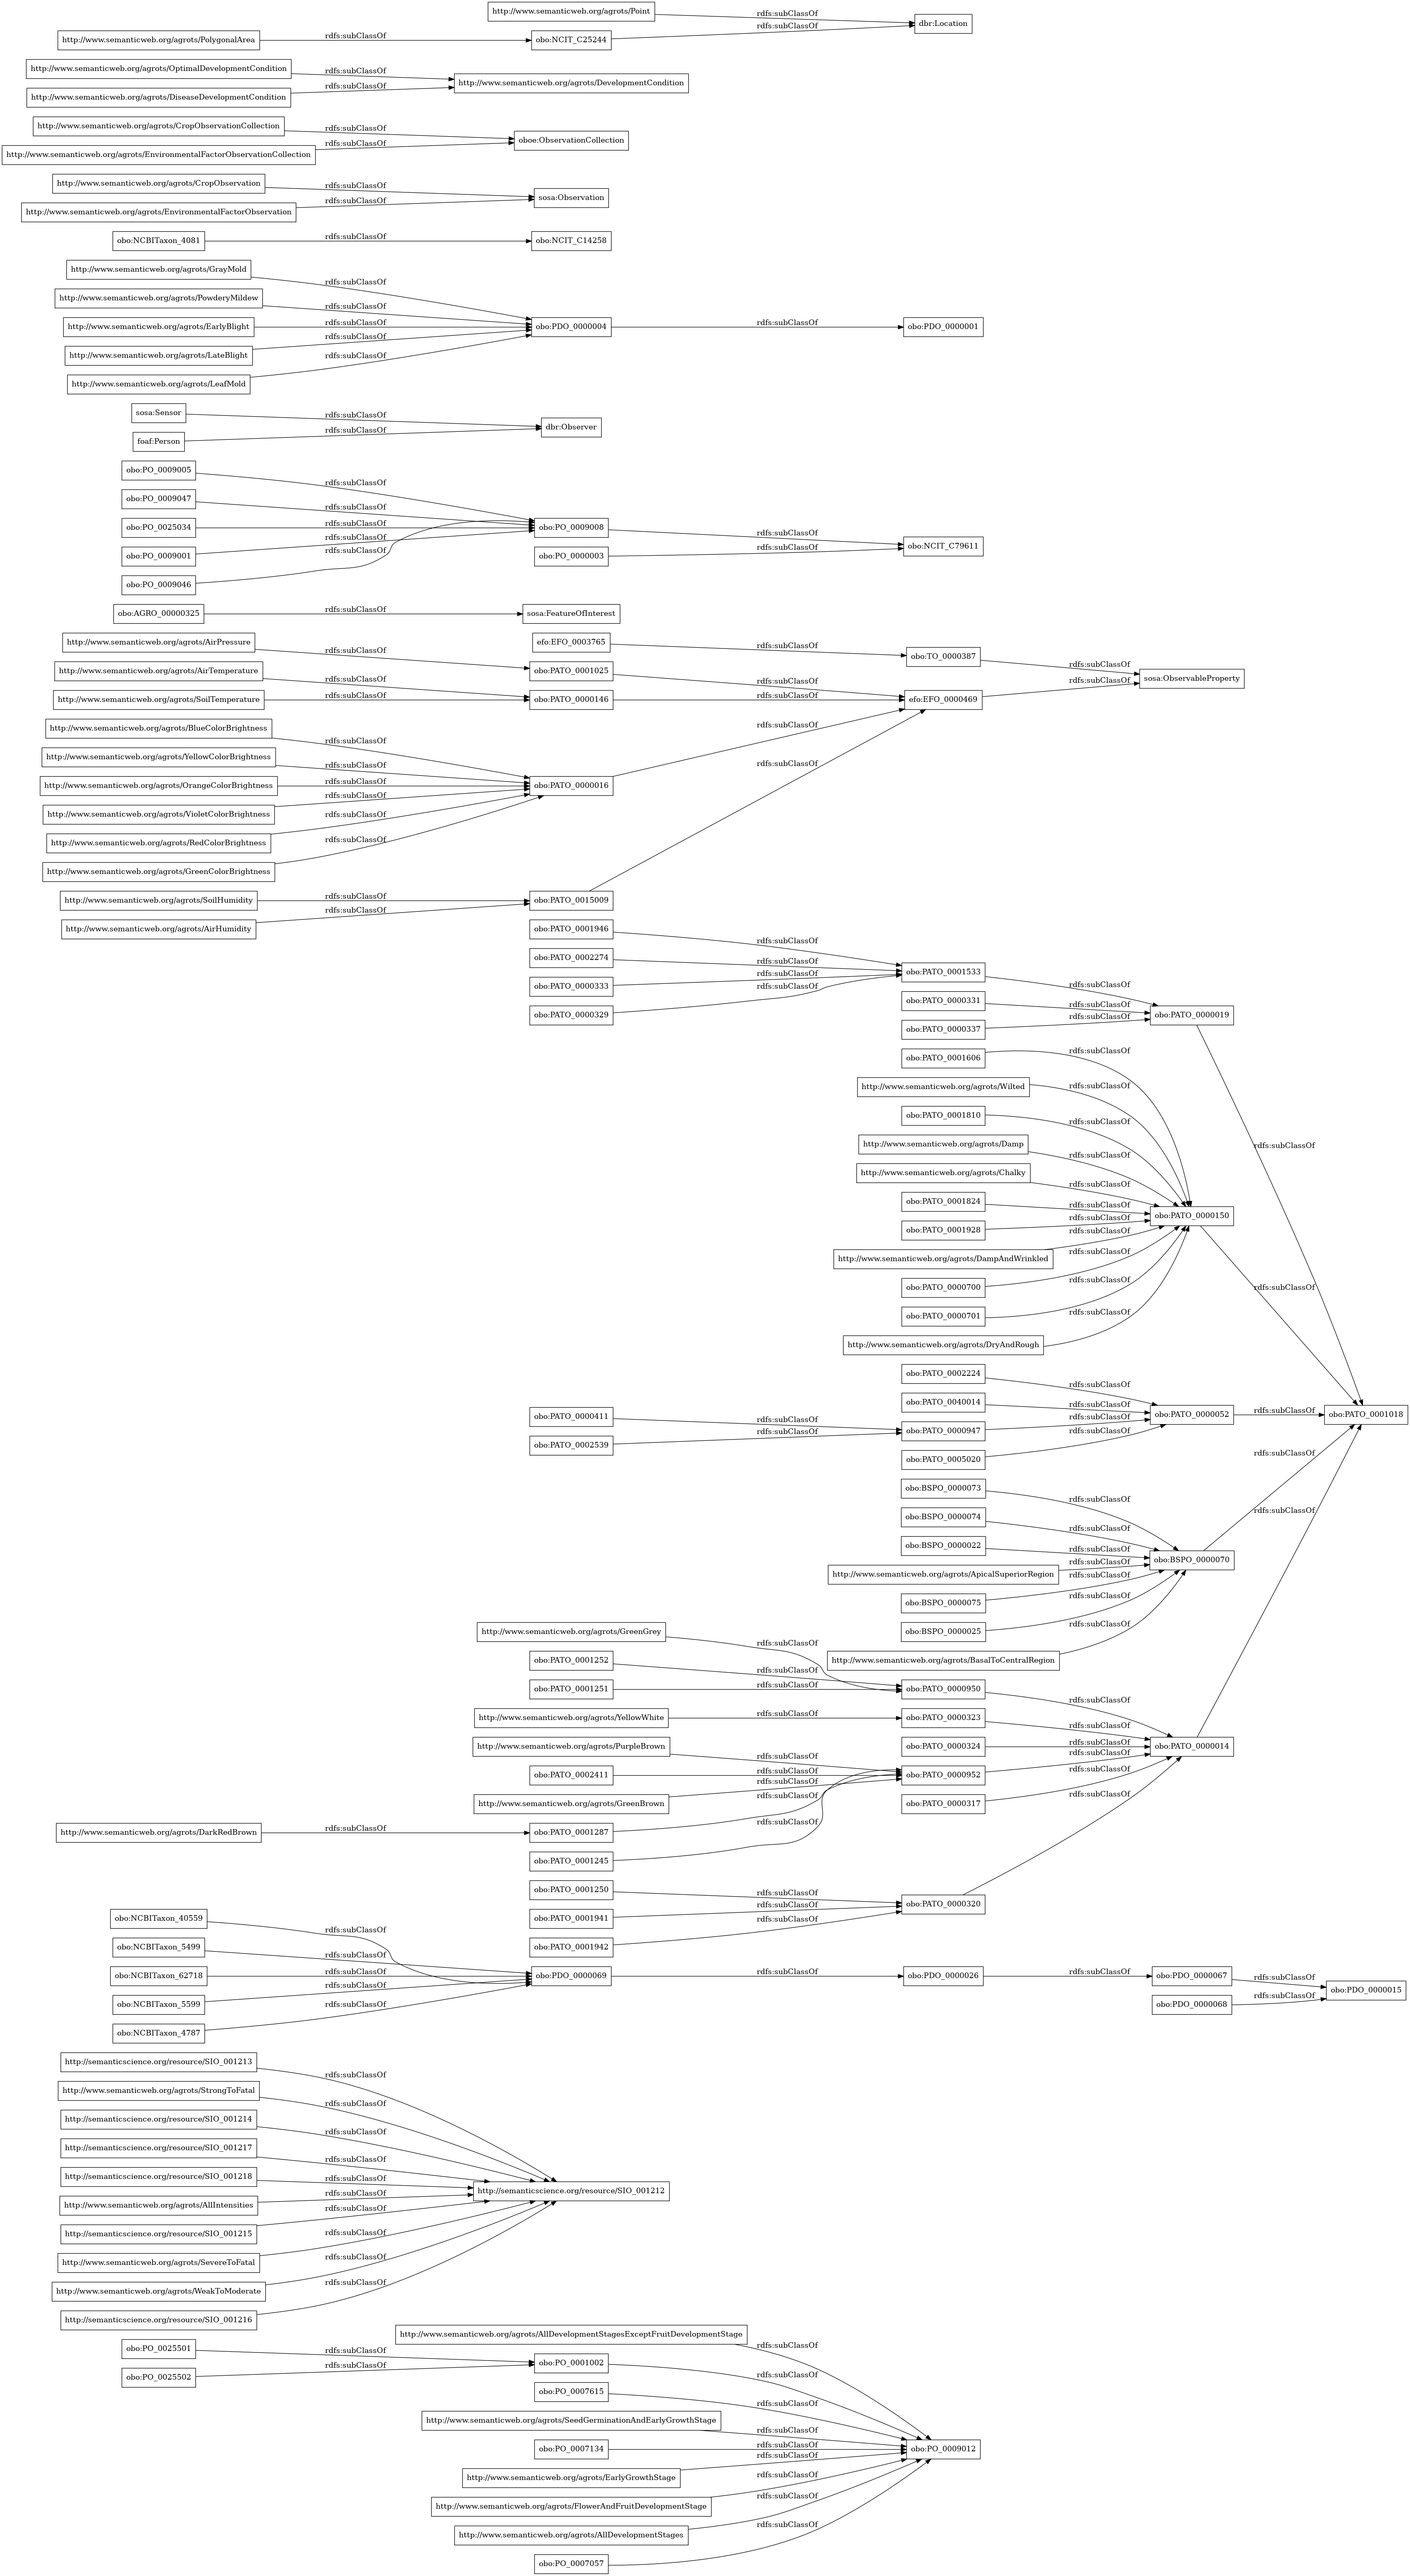 http://www.semanticweb.org/agrots/Point
rdfs:subClassOf
dbr:Location
http://www.semanticweb.org/agrots/PolygonalArea
rdfs:subClassOf
obo:NCIT_C25244
rdfs:subClassOf
http://www.semanticweb.org/agrots/OptimalDevelopmentCondition
rdfs:subClassOf
http://www.semanticweb.org/agrots/DevelopmentCondition
http://www.semanticweb.org/agrots/DiseaseDevelopmentCondition
rdfs:subClassOf
http://www.semanticweb.org/agrots/CropObservationCollection
rdfs:subClassOf
oboe:ObservationCollection
http://www.semanticweb.org/agrots/EnvironmentalFactorObservationCollection
rdfs:subClassOf
http://www.semanticweb.org/agrots/CropObservation
rdfs:subClassOf
sosa:Observation
http://www.semanticweb.org/agrots/EnvironmentalFactorObservation
rdfs:subClassOf
obo:NCBITaxon_4081
rdfs:subClassOf
obo:NCIT_C14258
http://www.semanticweb.org/agrots/GrayMold
rdfs:subClassOf
http://www.semanticweb.org/agrots/PowderyMildew
rdfs:subClassOf
http://www.semanticweb.org/agrots/EarlyBlight
rdfs:subClassOf
obo:PDO_0000004
rdfs:subClassOf
obo:PDO_0000001
http://www.semanticweb.org/agrots/LateBlight
rdfs:subClassOf
http://www.semanticweb.org/agrots/LeafMold
rdfs:subClassOf
sosa:Sensor
rdfs:subClassOf
dbr:Observer
foaf:Person
rdfs:subClassOf
obo:PO_0009005
rdfs:subClassOf
obo:PO_0009047
rdfs:subClassOf
obo:PO_0025034
rdfs:subClassOf
obo:PO_0009008
rdfs:subClassOf
obo:NCIT_C79611
obo:PO_0009001
rdfs:subClassOf
obo:PO_0000003
rdfs:subClassOf
obo:PO_0009046
rdfs:subClassOf
obo:AGRO_00000325
rdfs:subClassOf
sosa:FeatureOfInterest
http://www.semanticweb.org/agrots/AirPressure
rdfs:subClassOf
efo:EFO_0003765
rdfs:subClassOf
obo:TO_0000387
rdfs:subClassOf
sosa:ObservableProperty
http://www.semanticweb.org/agrots/AirTemperature
rdfs:subClassOf
obo:PATO_0001025
rdfs:subClassOf
http://www.semanticweb.org/agrots/SoilTemperature
rdfs:subClassOf
obo:PATO_0000146
rdfs:subClassOf
efo:EFO_0000469
rdfs:subClassOf
http://www.semanticweb.org/agrots/BlueColorBrightness
rdfs:subClassOf
http://www.semanticweb.org/agrots/YellowColorBrightness
rdfs:subClassOf
http://www.semanticweb.org/agrots/OrangeColorBrightness
rdfs:subClassOf
obo:PATO_0000016
rdfs:subClassOf
http://www.semanticweb.org/agrots/VioletColorBrightness
rdfs:subClassOf
http://www.semanticweb.org/agrots/RedColorBrightness
rdfs:subClassOf
http://www.semanticweb.org/agrots/GreenColorBrightness
rdfs:subClassOf
http://www.semanticweb.org/agrots/SoilHumidity
rdfs:subClassOf
obo:PATO_0015009
rdfs:subClassOf
http://www.semanticweb.org/agrots/AirHumidity
rdfs:subClassOf
obo:PATO_0001946
rdfs:subClassOf
obo:PATO_0002274
rdfs:subClassOf
obo:PATO_0001533
rdfs:subClassOf
obo:PATO_0000333
rdfs:subClassOf
obo:PATO_0000331
rdfs:subClassOf
obo:PATO_0000329
rdfs:subClassOf
obo:PATO_0000337
rdfs:subClassOf
obo:PATO_0000019
rdfs:subClassOf
obo:PATO_0001606
rdfs:subClassOf
http://www.semanticweb.org/agrots/Wilted
rdfs:subClassOf
obo:PATO_0001810
rdfs:subClassOf
http://www.semanticweb.org/agrots/Damp
rdfs:subClassOf
http://www.semanticweb.org/agrots/Chalky
rdfs:subClassOf
obo:PATO_0001824
rdfs:subClassOf
obo:PATO_0000150
rdfs:subClassOf
obo:PATO_0001928
rdfs:subClassOf
http://www.semanticweb.org/agrots/DampAndWrinkled
rdfs:subClassOf
obo:PATO_0000700
rdfs:subClassOf
obo:PATO_0000701
rdfs:subClassOf
http://www.semanticweb.org/agrots/DryAndRough
rdfs:subClassOf
obo:PATO_0002224
rdfs:subClassOf
obo:PATO_0040014
rdfs:subClassOf
obo:PATO_0000052
rdfs:subClassOf
obo:PATO_0001018
obo:PATO_0000411
rdfs:subClassOf
obo:PATO_0000947
rdfs:subClassOf
obo:PATO_0002539
rdfs:subClassOf
obo:PATO_0005020
rdfs:subClassOf
obo:BSPO_0000073
rdfs:subClassOf
obo:BSPO_0000074
rdfs:subClassOf
obo:BSPO_0000022
rdfs:subClassOf
obo:BSPO_0000070
rdfs:subClassOf
http://www.semanticweb.org/agrots/ApicalSuperiorRegion
rdfs:subClassOf
obo:BSPO_0000075
rdfs:subClassOf
obo:BSPO_0000025
rdfs:subClassOf
http://www.semanticweb.org/agrots/BasalToCentralRegion
rdfs:subClassOf
http://www.semanticweb.org/agrots/GreenGrey
rdfs:subClassOf
obo:PATO_0001252
rdfs:subClassOf
obo:PATO_0001251
rdfs:subClassOf
obo:PATO_0000950
rdfs:subClassOf
http://www.semanticweb.org/agrots/YellowWhite
rdfs:subClassOf
obo:PATO_0000323
rdfs:subClassOf
http://www.semanticweb.org/agrots/PurpleBrown
rdfs:subClassOf
obo:PATO_0000324
rdfs:subClassOf
obo:PATO_0000014
rdfs:subClassOf
obo:PATO_0002411
rdfs:subClassOf
obo:PATO_0000952
rdfs:subClassOf
http://www.semanticweb.org/agrots/GreenBrown
rdfs:subClassOf
obo:PATO_0000317
rdfs:subClassOf
http://www.semanticweb.org/agrots/DarkRedBrown
rdfs:subClassOf
obo:PATO_0001287
rdfs:subClassOf
obo:PATO_0001245
rdfs:subClassOf
obo:PATO_0001250
rdfs:subClassOf
obo:PATO_0000320
rdfs:subClassOf
obo:PATO_0001941
rdfs:subClassOf
obo:PATO_0001942
rdfs:subClassOf
obo:NCBITaxon_40559
rdfs:subClassOf
obo:NCBITaxon_5499
rdfs:subClassOf
obo:NCBITaxon_62718
rdfs:subClassOf
obo:PDO_0000069
rdfs:subClassOf
obo:PDO_0000026
rdfs:subClassOf
obo:PDO_0000067
rdfs:subClassOf
obo:PDO_0000015
obo:NCBITaxon_5599
rdfs:subClassOf
obo:PDO_0000068
rdfs:subClassOf
obo:NCBITaxon_4787
rdfs:subClassOf
http://semanticscience.org/resource/SIO_001213
rdfs:subClassOf
http://www.semanticweb.org/agrots/StrongToFatal
rdfs:subClassOf
http://semanticscience.org/resource/SIO_001214
rdfs:subClassOf
http://semanticscience.org/resource/SIO_001217
rdfs:subClassOf
http://semanticscience.org/resource/SIO_001218
rdfs:subClassOf
http://semanticscience.org/resource/SIO_001212
http://www.semanticweb.org/agrots/AllIntensities
rdfs:subClassOf
http://semanticscience.org/resource/SIO_001215
rdfs:subClassOf
http://www.semanticweb.org/agrots/SevereToFatal
rdfs:subClassOf
http://www.semanticweb.org/agrots/WeakToModerate
rdfs:subClassOf
http://semanticscience.org/resource/SIO_001216
rdfs:subClassOf
http://www.semanticweb.org/agrots/AllDevelopmentStagesExceptFruitDevelopmentStage
rdfs:subClassOf
obo:PO_0025501
rdfs:subClassOf
obo:PO_0001002
rdfs:subClassOf
obo:PO_0025502
rdfs:subClassOf
obo:PO_0007615
rdfs:subClassOf
http://www.semanticweb.org/agrots/SeedGerminationAndEarlyGrowthStage
rdfs:subClassOf
obo:PO_0007134
rdfs:subClassOf
obo:PO_0009012
http://www.semanticweb.org/agrots/EarlyGrowthStage
rdfs:subClassOf
http://www.semanticweb.org/agrots/FlowerAndFruitDevelopmentStage
rdfs:subClassOf
http://www.semanticweb.org/agrots/AllDevelopmentStages
rdfs:subClassOf
obo:PO_0007057
rdfs:subClassOf